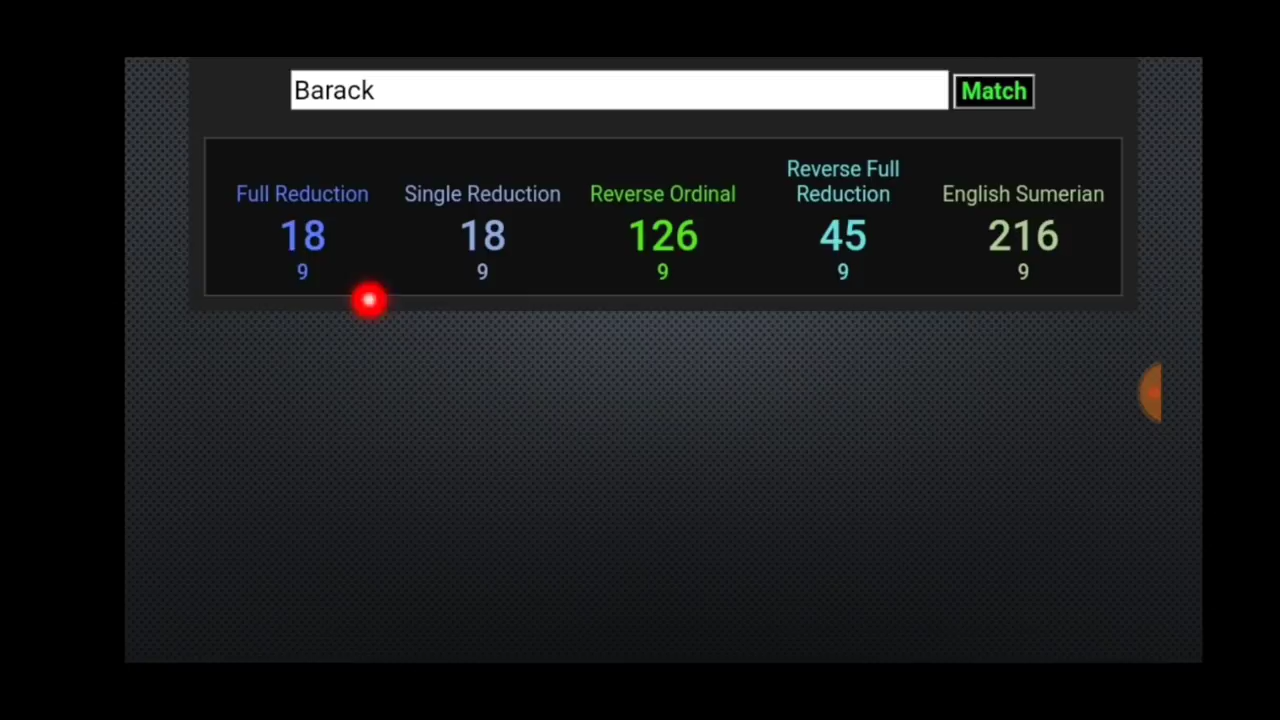 Barack
Match
Full Reduction
18
9
Single Reduction
18
9
Reverse Ordinal
126
9
Reverse Full
Reduction
45
9
English Sumerian
216
9